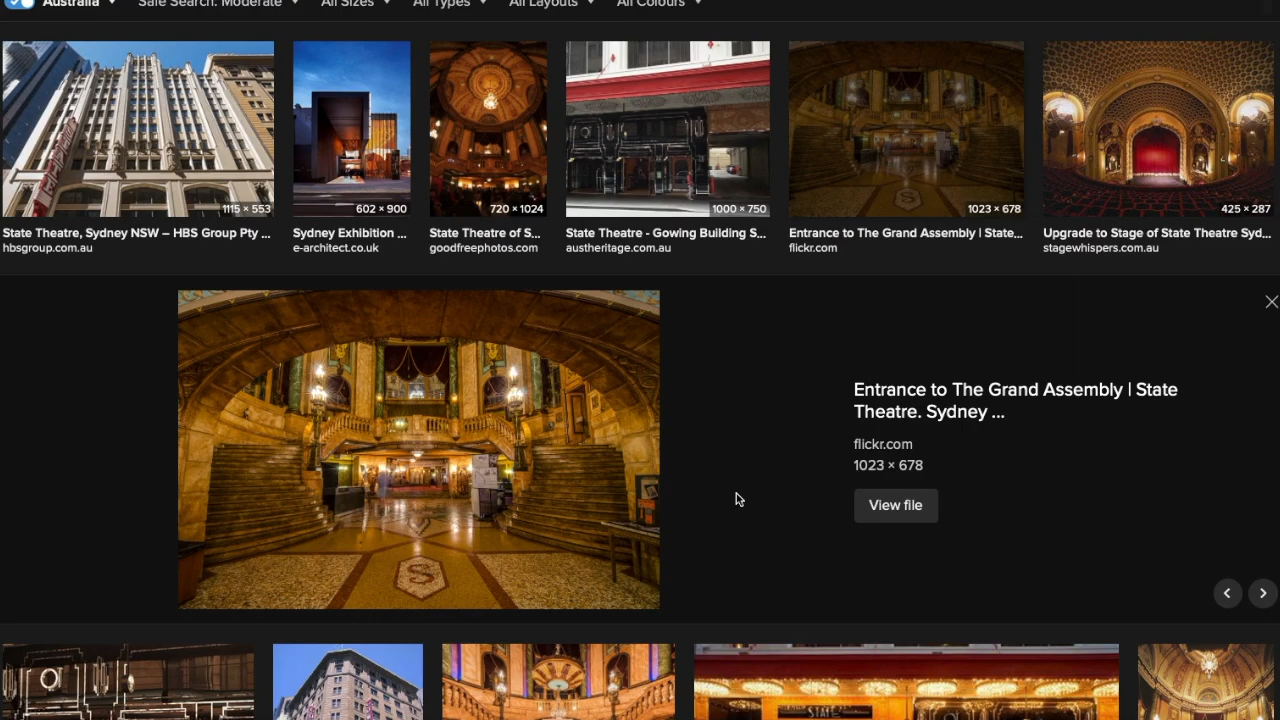 Australia
Safe Search: Moderate
All Sizes
All Types
All Layouts
All Colours
1115 × 553
602 × 900
720 × 1024
1000 × 750
1023 × 678
425 × 287
State Theatre, Sydney NSW – HBS Group Pty ...
hbsgroup.com.au
Sydney Exhibition ...
e-architect.co.uk
State Theatre of S...
goodfreephotos.com
State Theatre - Gowing Building S...
austheritage.com.au
Entrance to The Grand Assembly | State...
flickr.com
Upgrade to Stage of State Theatre Syd...
stagewhispers.com.au
Entrance to The Grand Assembly | State
Theatre. Sydney ...
flickr.com
1023 × 678
View file
S
STATE